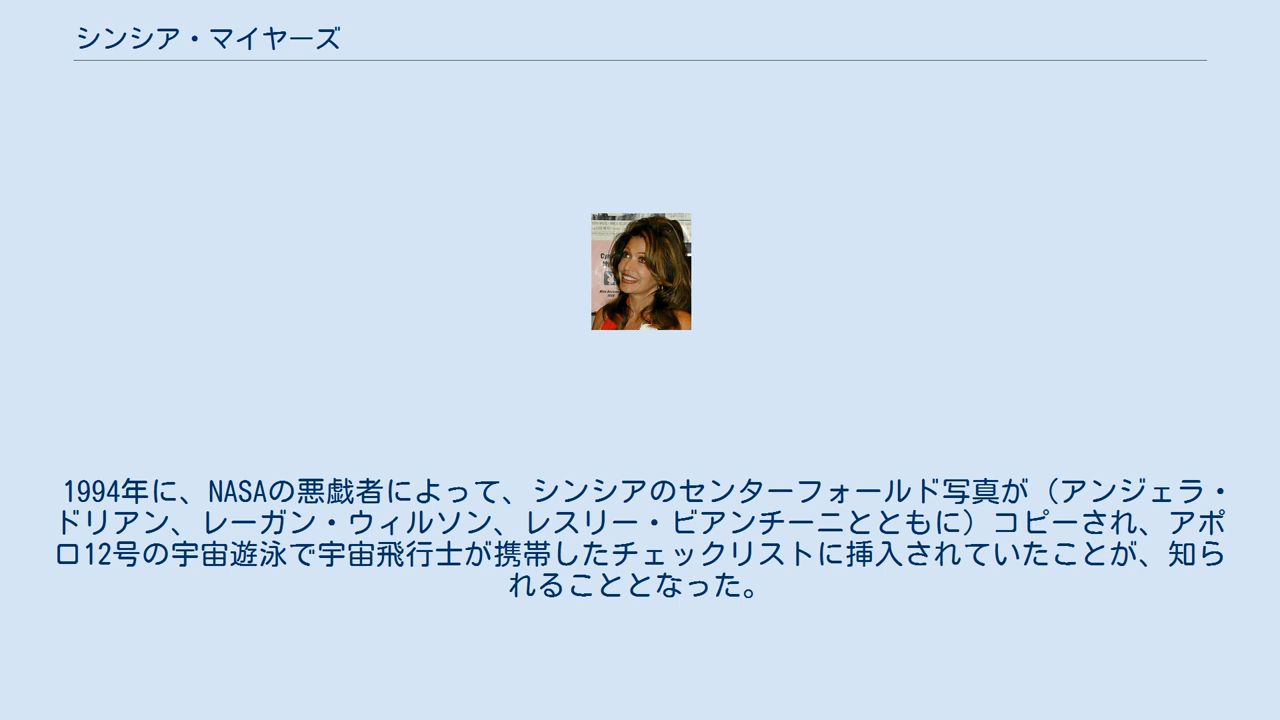 シンシア・マイヤーズ
1994年に、NASAの悪戯者によって、シンシアのセンターフォールド写真が（アンジェラ・
ドリアン、レーガン・ウィルソン、レスリー・ビアンチーニとともに）コピーされ、アポ
ロ12号の宇宙遊泳で宇宙飛行士が携帯したチェックリストに挿入されていたことが、知ら
れることとなった。